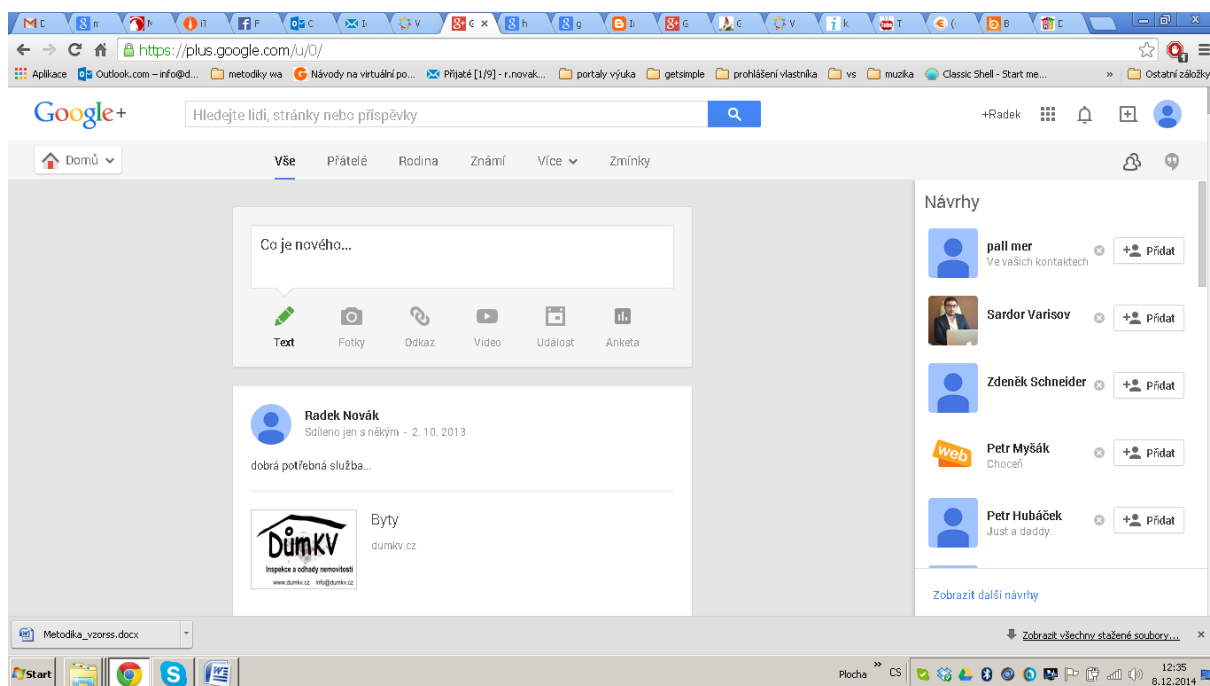 https://plus.google.com/u/0/
Aplikace Outlook.com – info@d... metodiky wa Návody na virtuální po... Přijaté [1/9] - r.novak... portaly výuka getsimple prohlášení vlastníka vs muzika Classic Shell - Start me... » Ostatní záložky
Google+ Hledejte lidi, stránky nebo příspěvky +Radek
Domů Vše Přátelé Rodina Známí Více Zmínky
Návrhy
Co je nového...
Text Fotky Odkaz Video Událost Anketa
Radek Novák
Sdíleno jen s někým - 2. 10. 2013
dobrá potřebná služba...
DůmKV
Inspekce a odhady nemovitostí
www.dumkv.cz info@dumkv.cz
Byty
dumkv.cz
pall mer
Ve vašich kontaktech
Přidat
Sardor Varisov
Přidat
Zdeněk Schneider
Přidat
web
Petr Myšák
Choceň
Přidat
Petr Hubáček
Just a daddy.
Přidat
Zobrazit další návrhy
Metodika_vzorss.docx Zobrazit všechny stažené soubory...
Start Plocha » CS 12:35
8.12.2014